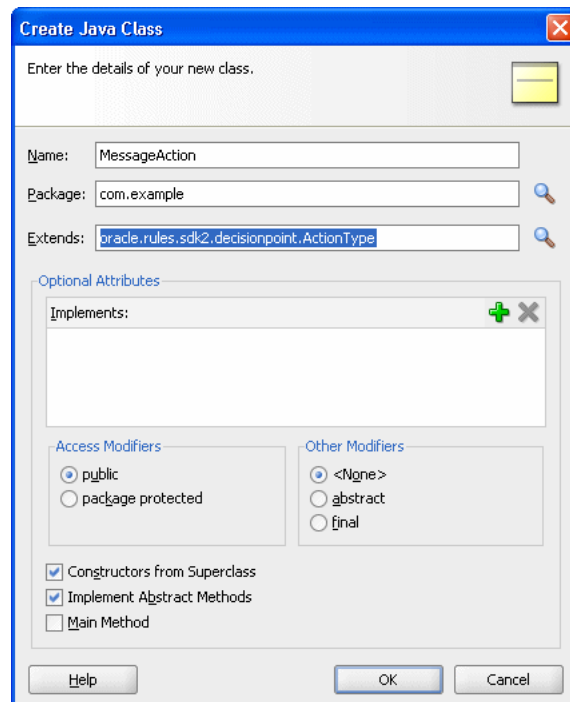 Create Java Class
Enter the details of your new class.
Name: MessageAction
Package: com.example
Extends: oracle.rules.sdk2.decisionpoint.ActionType
Optional Attributes
Implements:
Access Modifiers
public
package protected
Other Modifiers
<None>
abstract
final
Constructors from Superclass
Implement Abstract Methods
Main Method
Help OK Cancel